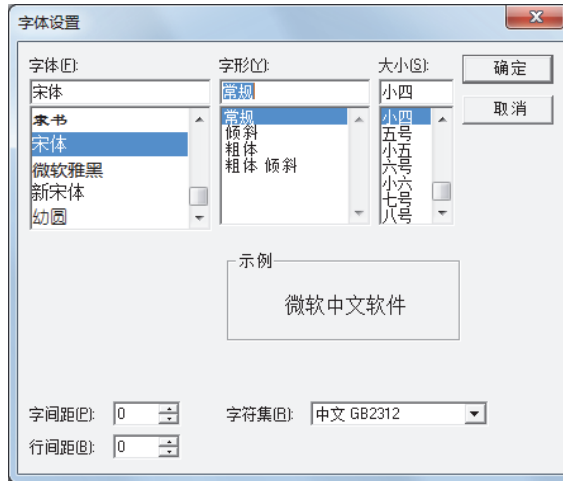 字体设置
字体(F):
宋体
隶书
宋体
微软雅黑
新宋体
幼圆
字形(Y):
常规
常规
倾斜
粗体
粗体 倾斜
大小(S):
小四
小四
五号
小五
六号
小六
七号
八号
确定
取消
示例
微软中文软件
字间距(P): 0
字符集(R): 中文 GB2312
行间距(B): 0